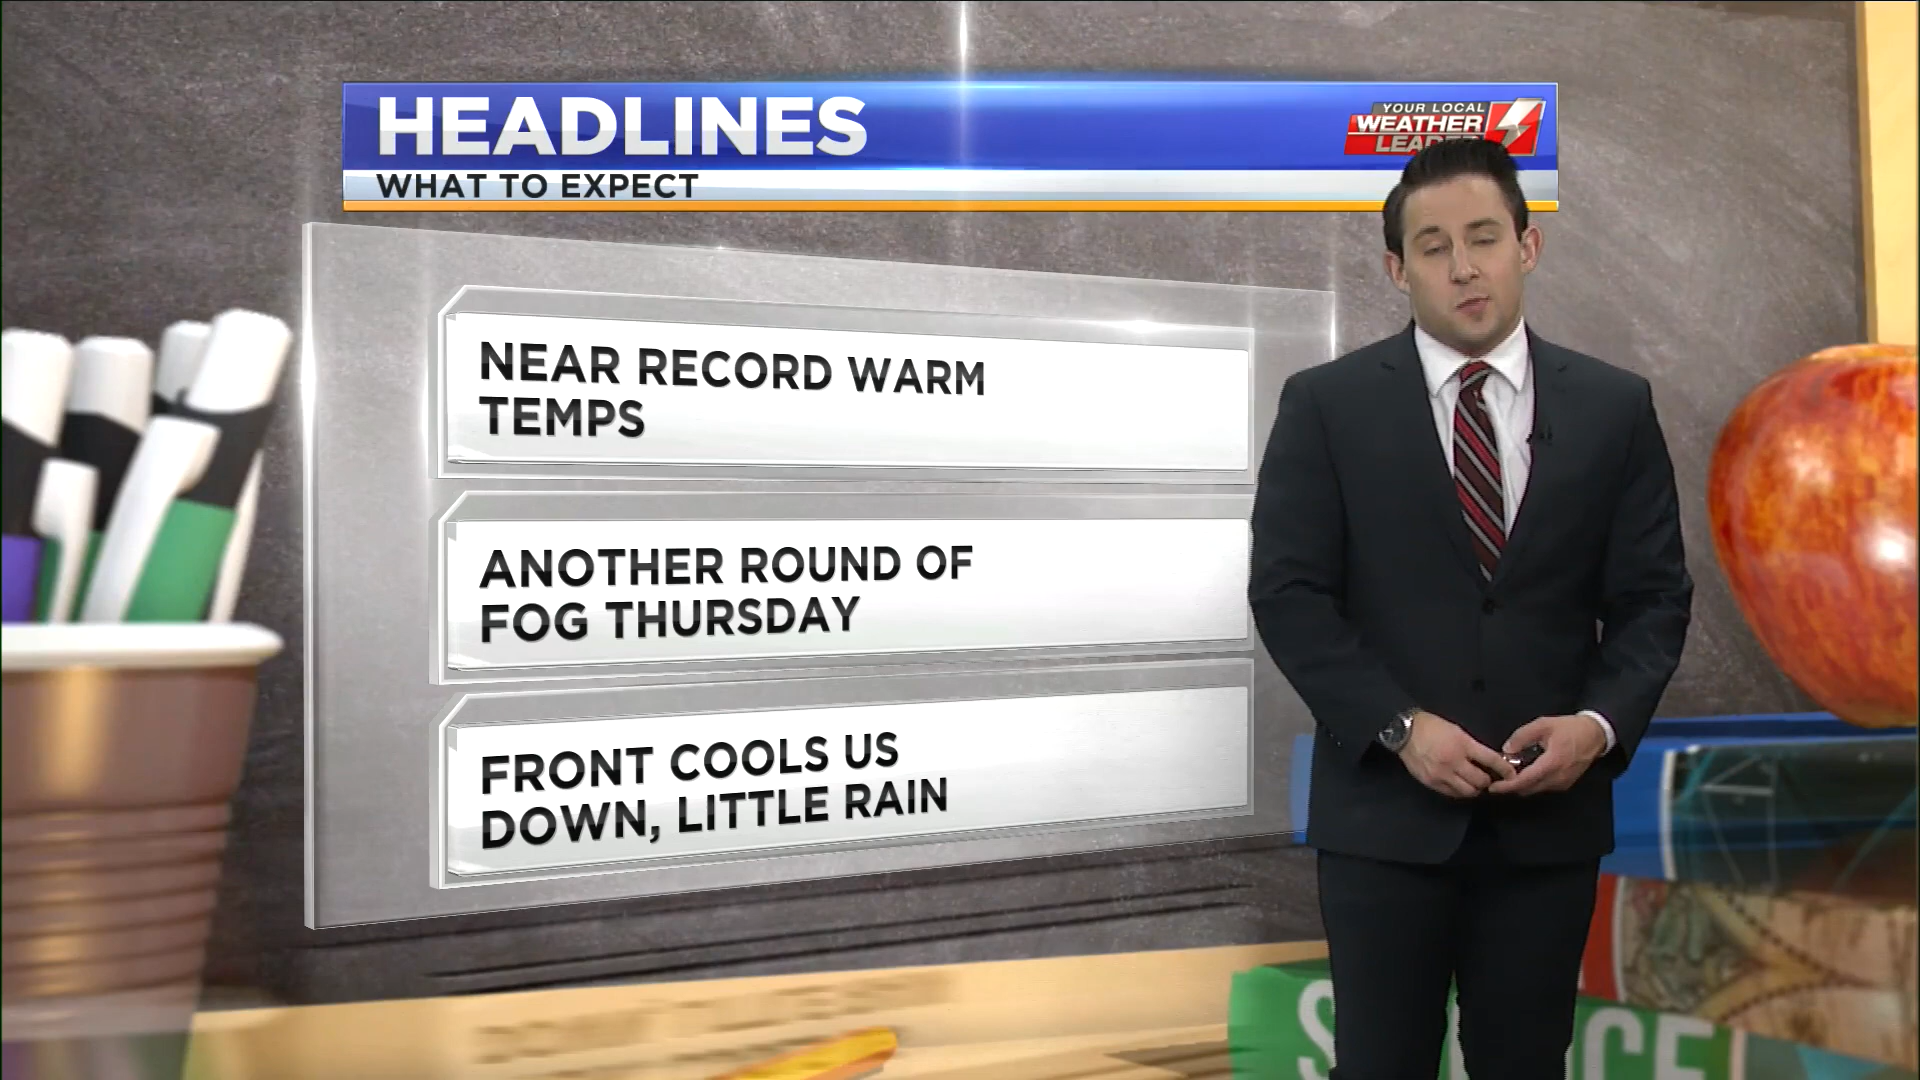 HEADLINES
WHAT TO EXPECT
YOUR LOCAL
WEATHER
NEAR RECORD WARM
TEMPS
ANOTHER ROUND OF
FOG THURSDAY
FRONT COOLS US
DOWN, LITTLE RAIN